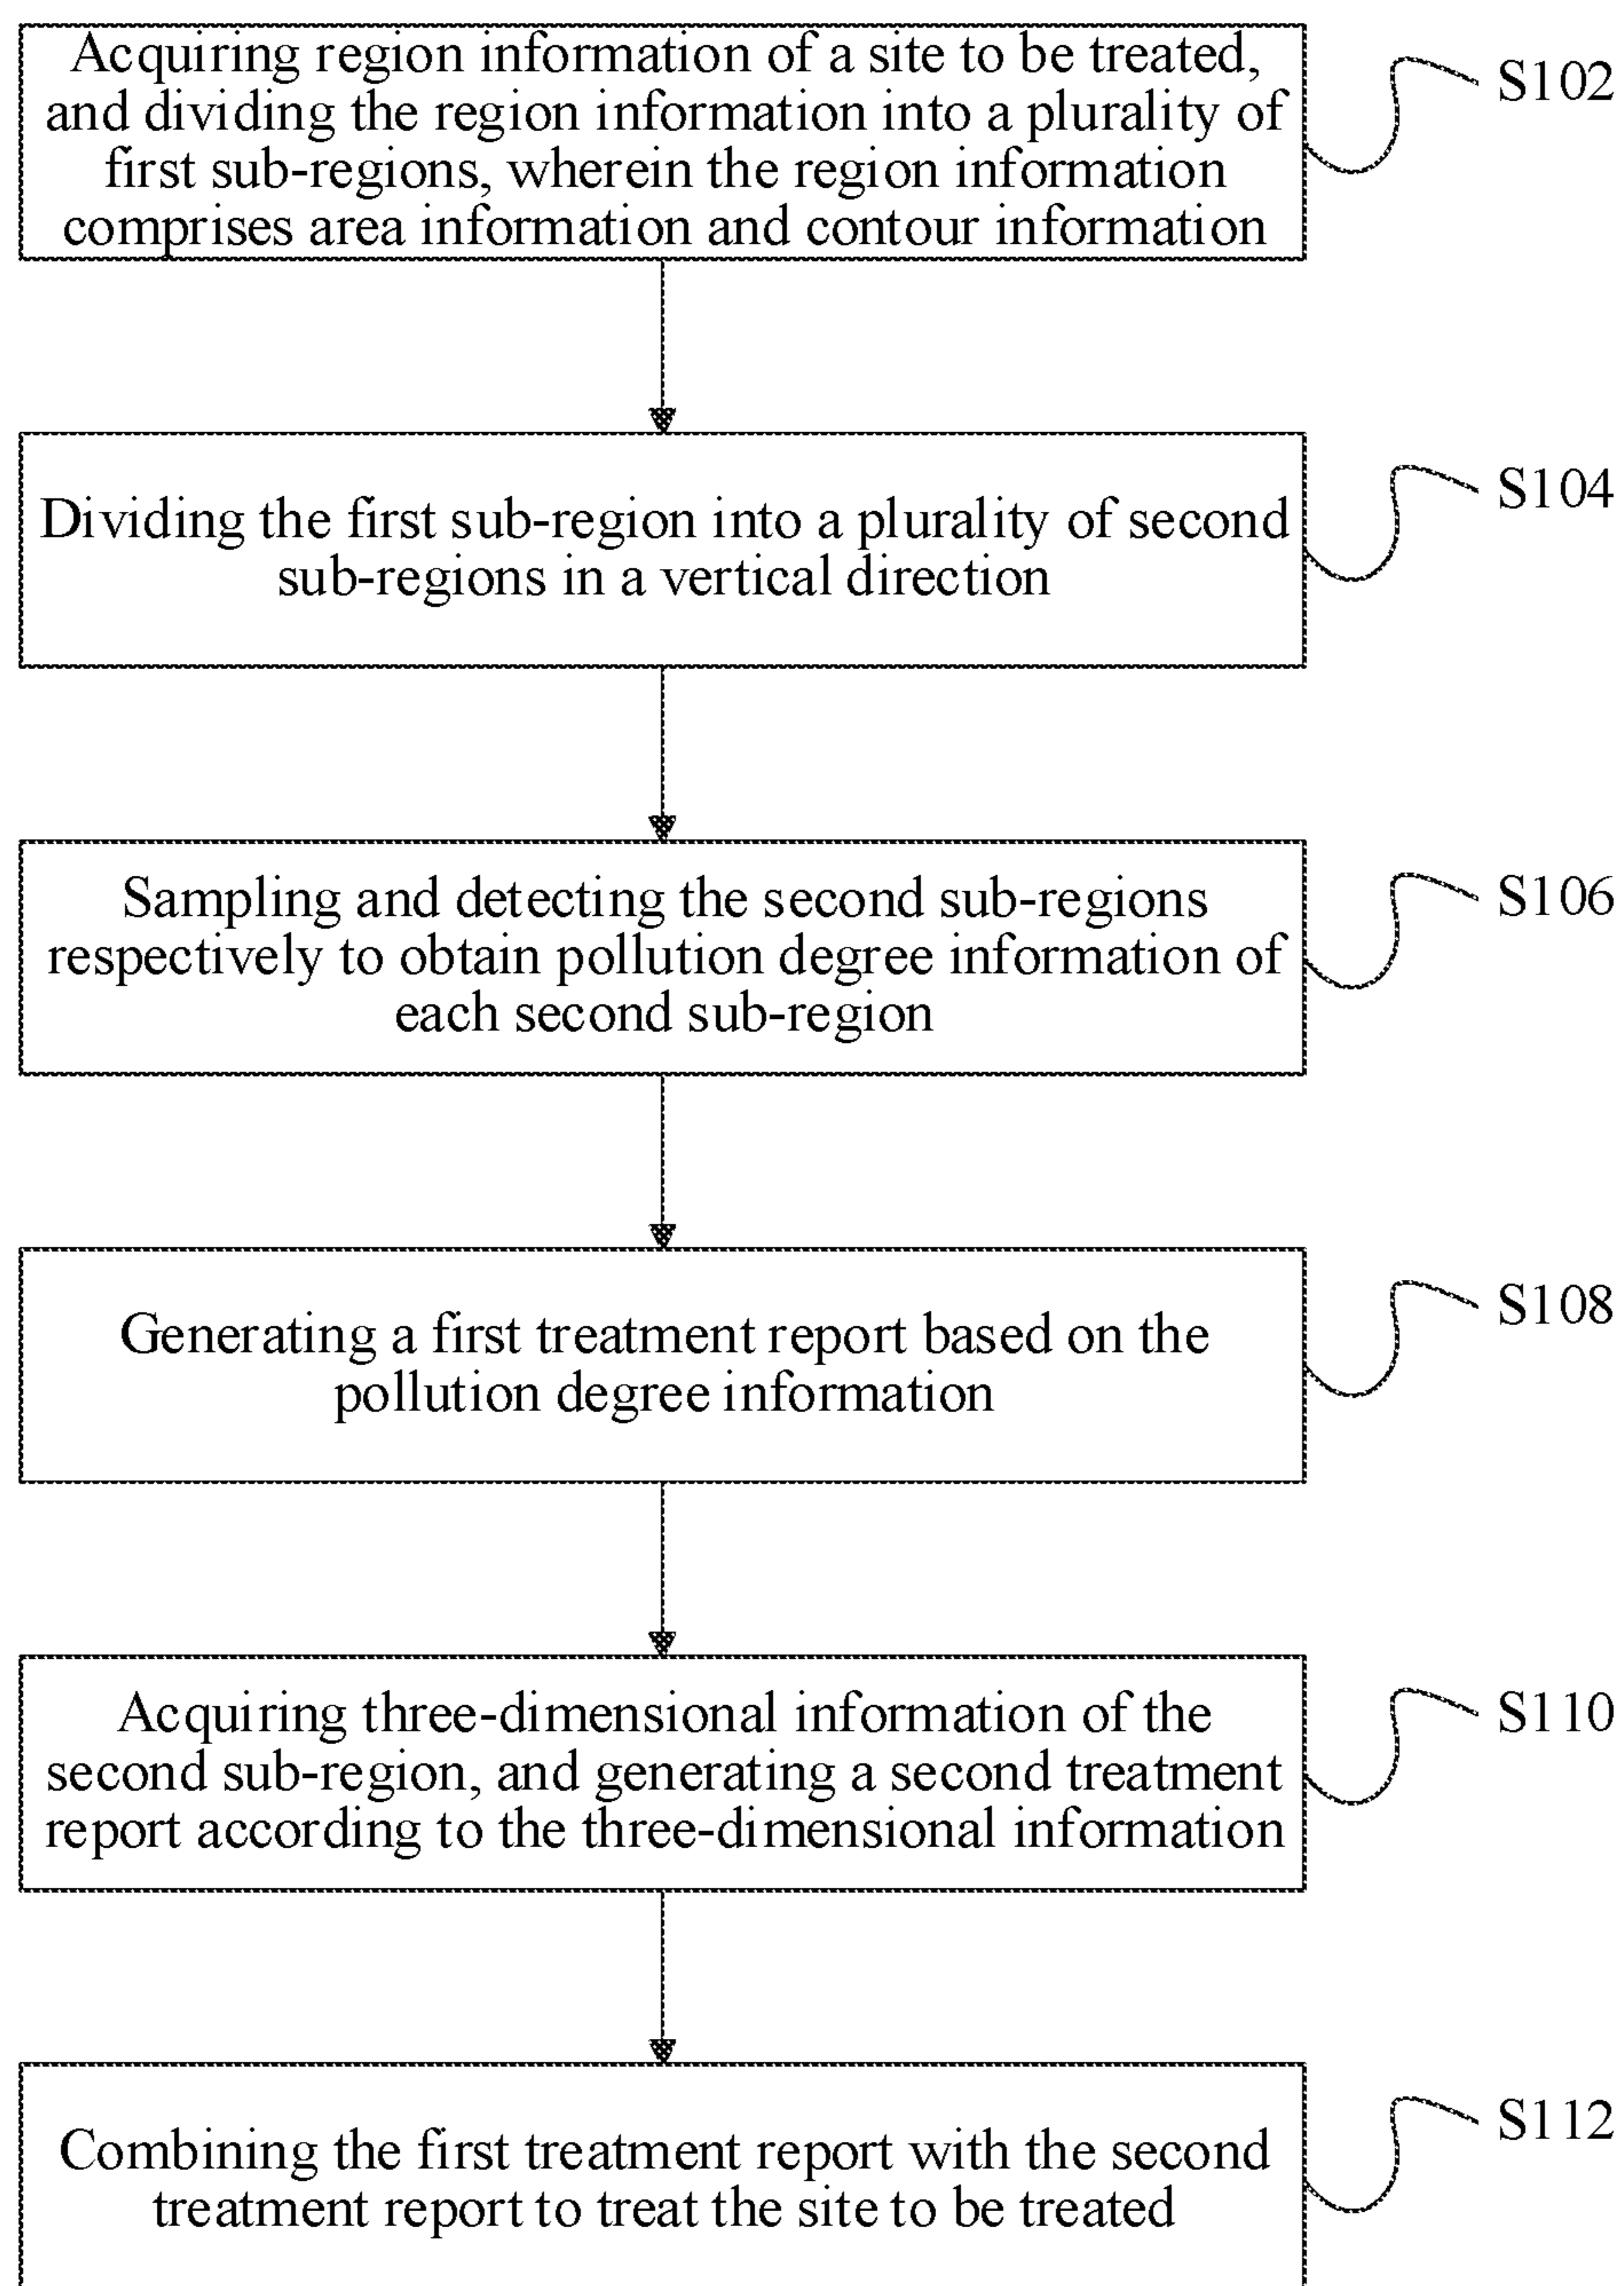 Acquiring region information of a site to be treated,
and dividing the region information into a plurality of
first sub-regions, wherein the region information
comprises area information and contour information
S102
Dividing the first sub-region into a plurality of second
sub-regions in a vertical direction
S104
Sampling and detecting the second sub-regions
respectively to obtain pollution degree information of
each second sub-region
S106
Generating a first treatment report based on the
pollution degree information
S108
Acquiring three-dimensional information of the
second sub-region, and generating a second treatment
report according to the three-dimensional information
S110
Combining the first treatment report with the second
treatment report to treat the site to be treated
S112